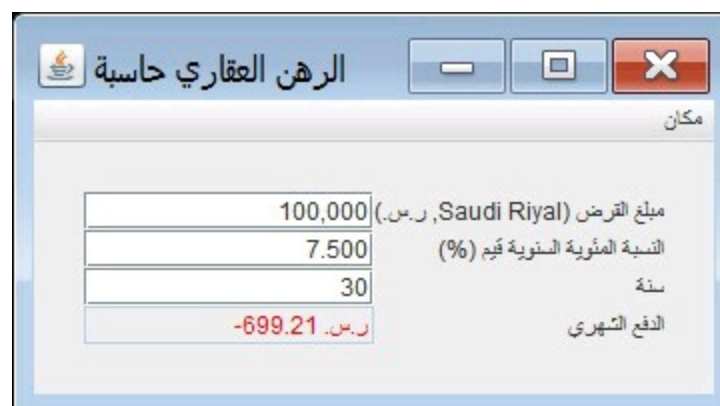 الرهن العقاري حاسبة
مكان
مبلغ القرض (Saudi Riyal, ر.س.) 100,000
النسبة المئوية السنوية قيم (%) 7.500
سنة 30
الدفع الشهري ر.س. 699.21-